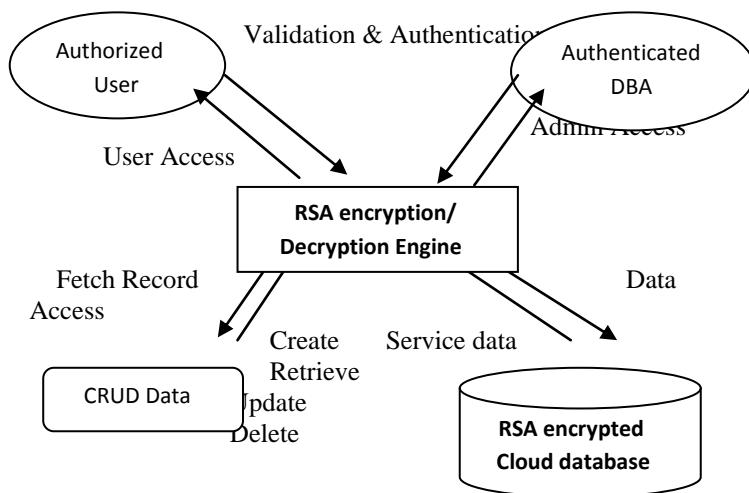 Validation & Authentication
Authorized
User
Authenticated
DBA
Admin Access
User Access
RSA encryption/
Decryption Engine
Fetch Record
Access
Data
Create
Retrieve
Update
Delete
Service data
CRUD Data
RSA encrypted
Cloud database